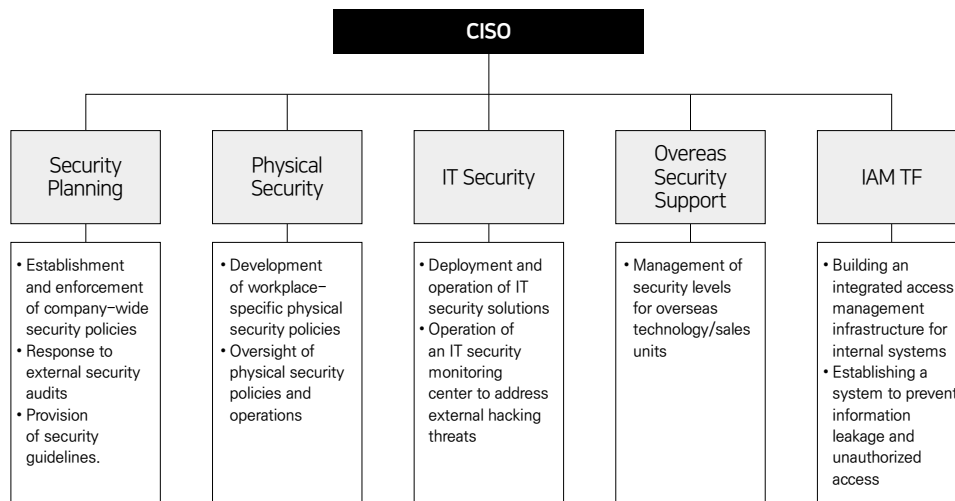 CISO
Security
Planning
• Establishment
and enforcement
of company-wide
security policies
• Response to
external security
audits
• Provision
of security
guidelines.
Physical
Security
• Development
of workplace-
specific physical
security policies
• Oversight of
physical security
policies and
operations
IT Security
• Deployment and
operation of IT
security solutions
• Operation of
an IT security
monitoring
center to address
external hacking
threats
Overeas
Security
Support
• Management of
security levels
for overseas
technology/sales
units
IAM TF
• Building an
integrated access
management
infrastructure for
internal systems
• Establishing a
system to prevent
information
leakage and
unauthorized
access